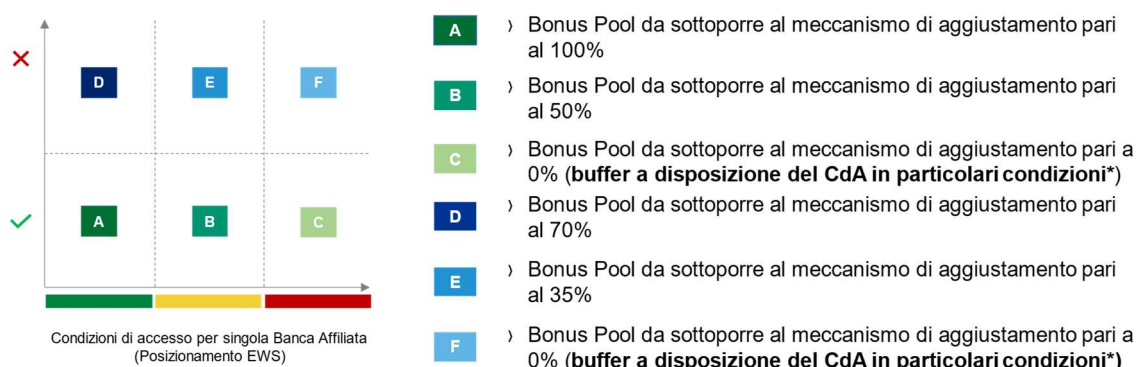 D
E
F
A
B
C
Condizioni di accesso per singola Banca Affiliata
(Posizionamento EWS)
A
› Bonus Pool da sottoporre al meccanismo di aggiustamento pari
al 100%
B
› Bonus Pool da sottoporre al meccanismo di aggiustamento pari
al 50%
C
› Bonus Pool da sottoporre al meccanismo di aggiustamento pari a
0% (buffer a disposizione del CdA in particolari condizioni*)
D
› Bonus Pool da sottoporre al meccanismo di aggiustamento pari
al 70%
E
› Bonus Pool da sottoporre al meccanismo di aggiustamento pari
al 35%
F
› Bonus Pool da sottoporre al meccanismo di aggiustamento pari a
0% (buffer a disposizione del CdA in particolari condizioni*)